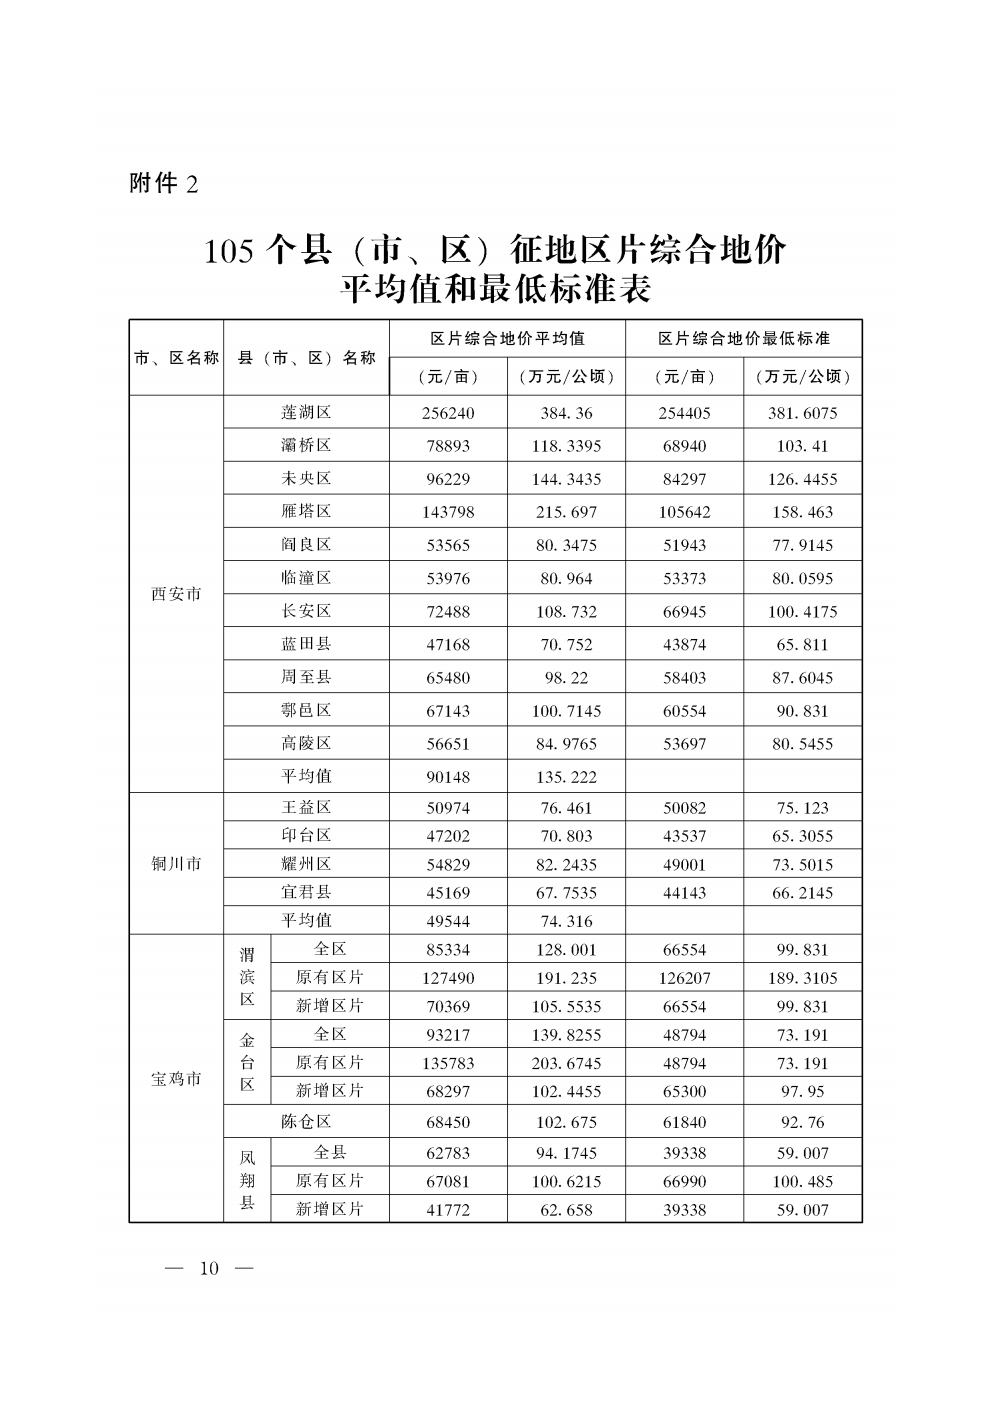 附件 2
105 个县（市、区）征地区片综合地价
平均值和最低标准表
市、区名称 县（市、区）名称 区片综合地价平均值 区片综合地价最低标准
（元/亩） （万元/公顷） （元/亩） （万元/公顷）
西安市
莲湖区 256240 384.36 254405 381.6075
灞桥区 78893 118.3395 68940 103.41
未央区 96229 144.3435 84297 126.4455
雁塔区 143798 215.697 105642 158.463
阎良区 53565 80.3475 51943 77.9145
临潼区 53976 80.964 53373 80.0595
长安区 72488 108.732 66945 100.4175
蓝田县 47168 70.752 43874 65.811
周至县 65480 98.22 58403 87.6045
鄠邑区 67143 100.7145 60554 90.831
高陵区 56651 84.9765 53697 80.5455
平均值 90148 135.222
铜川市
王益区 50974 76.461 50082 75.123
印台区 47202 70.803 43537 65.3055
耀州区 54829 82.2435 49001 73.5015
宜君县 45169 67.7535 44143 66.2145
平均值 49544 74.316
宝鸡市
渭滨区
全区 85334 128.001 66554 99.831
原有区片 127490 191.235 126207 189.3105
新增区片 70369 105.5535 66554 99.831
金台区
全区 93217 139.8255 48794 73.191
原有区片 135783 203.6745 48794 73.191
新增区片 68297 102.4455 65300 97.95
陈仓区 68450 102.675 61840 92.76
凤翔县
全县 62783 94.1745 39338 59.007
原有区片 67081 100.6215 66990 100.485
新增区片 41772 62.658 39338 59.007
— 10 —